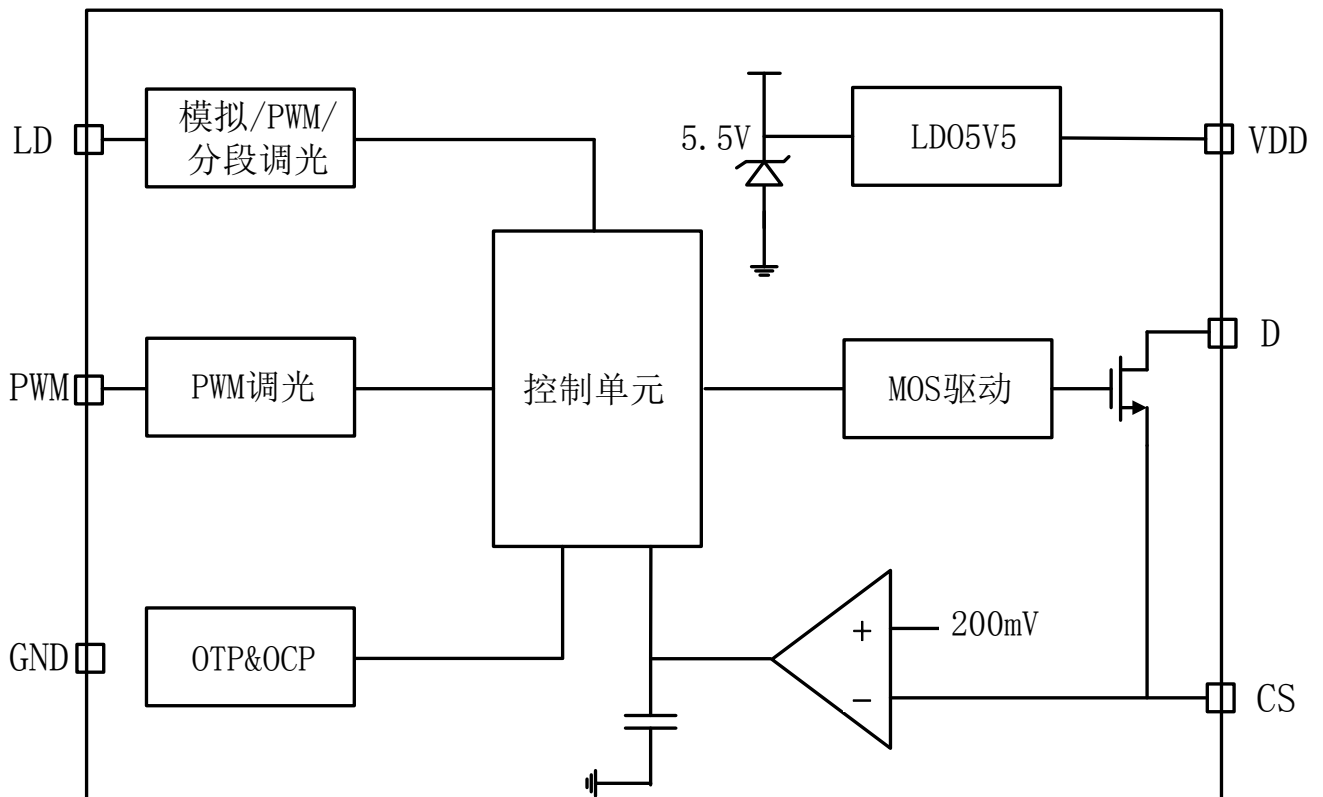 模拟/PWM/
分段调光
LD
5.5V
LDO5V5
VDD
D
PWM
PWM调光
控制单元
MOS驱动
GND
OTP&OCP
+
200mV
−
CS